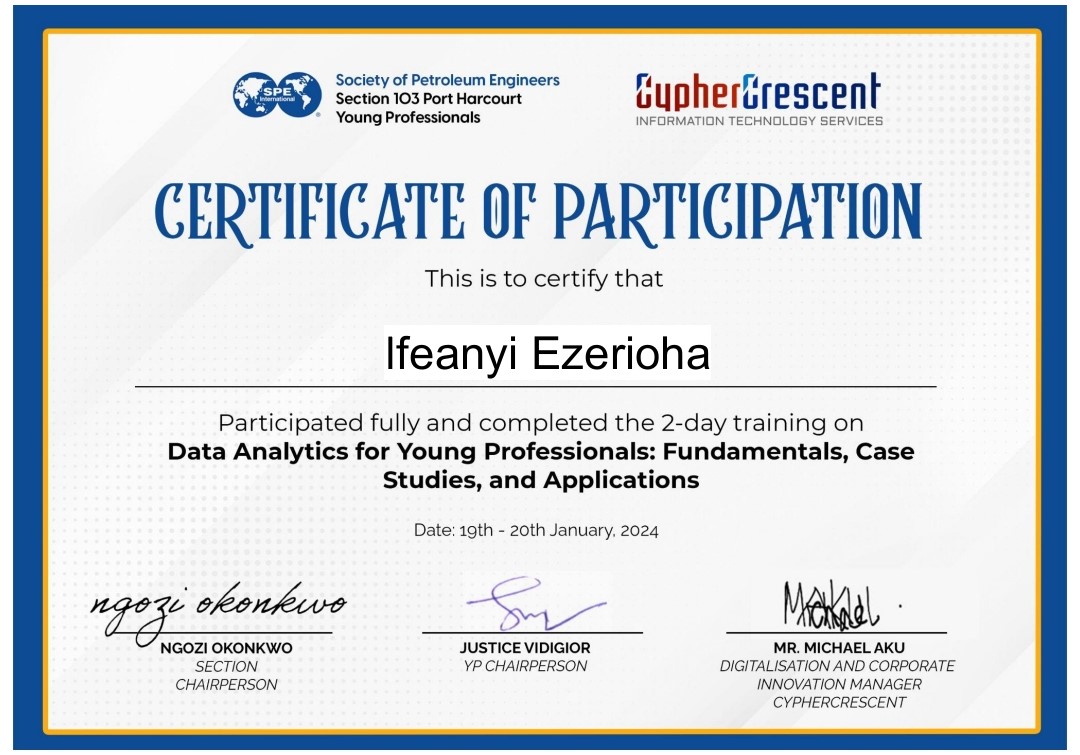 SPE
International
Society of Petroleum Engineers
Section 103 Port Harcourt
Young Professionals
CypherCrescent
INFORMATION TECHNOLOGY SERVICES
CERTIFICATE OF PARTICIPATION
This is to certify that
Ifeanyi Ezerioha
Participated fully and completed the 2-day training on
Data Analytics for Young Professionals: Fundamentals, Case
Studies, and Applications
Date: 19th - 20th January, 2024
ngozi okonkwo
NGOZI OKONKWO
SECTION
CHAIRPERSON
JUSTICE VIDIGIOR
YP CHAIRPERSON
Michael
MR. MICHAEL AKU
DIGITALISATION AND CORPORATE
INNOVATION MANAGER
CYPHERCRESCENT